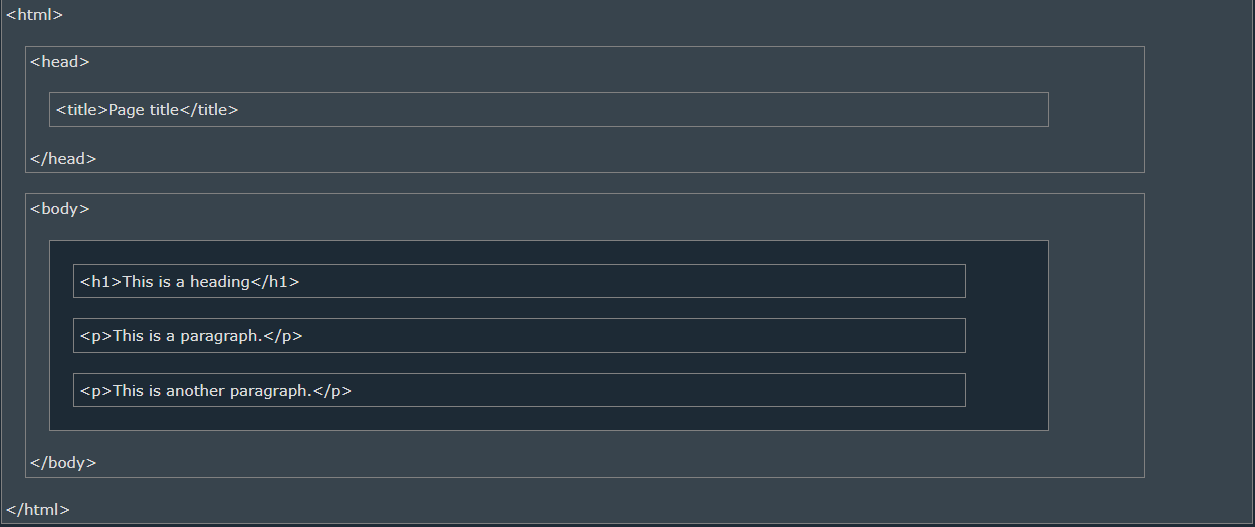 <html>
<head>
<title>Page title</title>
</head>
<body>
<h1>This is a heading</h1>
<p>This is a paragraph.</p>
<p>This is another paragraph.</p>
</body>
</html>